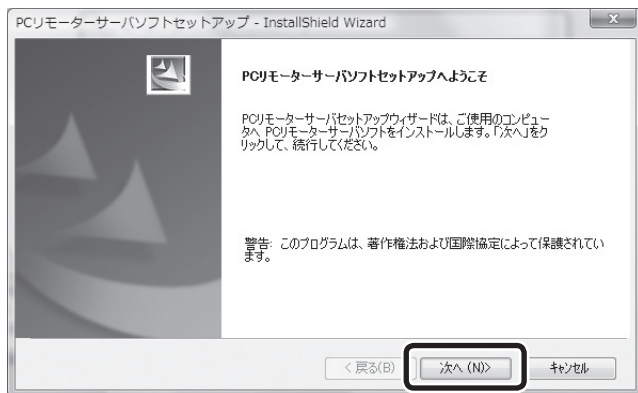 PCリモーターサーバソフトセットアップ - InstallShield Wizard
PCリモーターサーバソフトセットアップへようこそ
PCリモーターサーバセットアップウィザードは、ご使用のコンピュー
タへ PCリモーターサーバソフトをインストールします。「次へ」をク
リックして、続行してください。
警告: このプログラムは、著作権法および国際協定によって保護されてい
ます。
< 戻る(B)
次へ (N)>
キャンセル